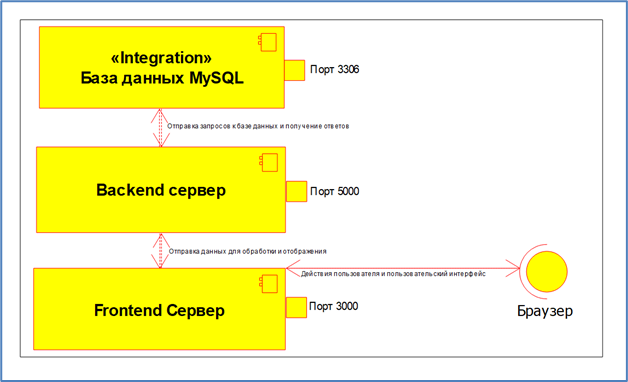 «Integration»
База данных MySQL
Порт 3306
Отправка запросов к базе данных и получение ответов
Backend сервер
Порт 5000
Отправка данных для обработки и отображения
Действия пользователя и пользовательский интерфейс
Frontend Сервер
Порт 3000
Браузер